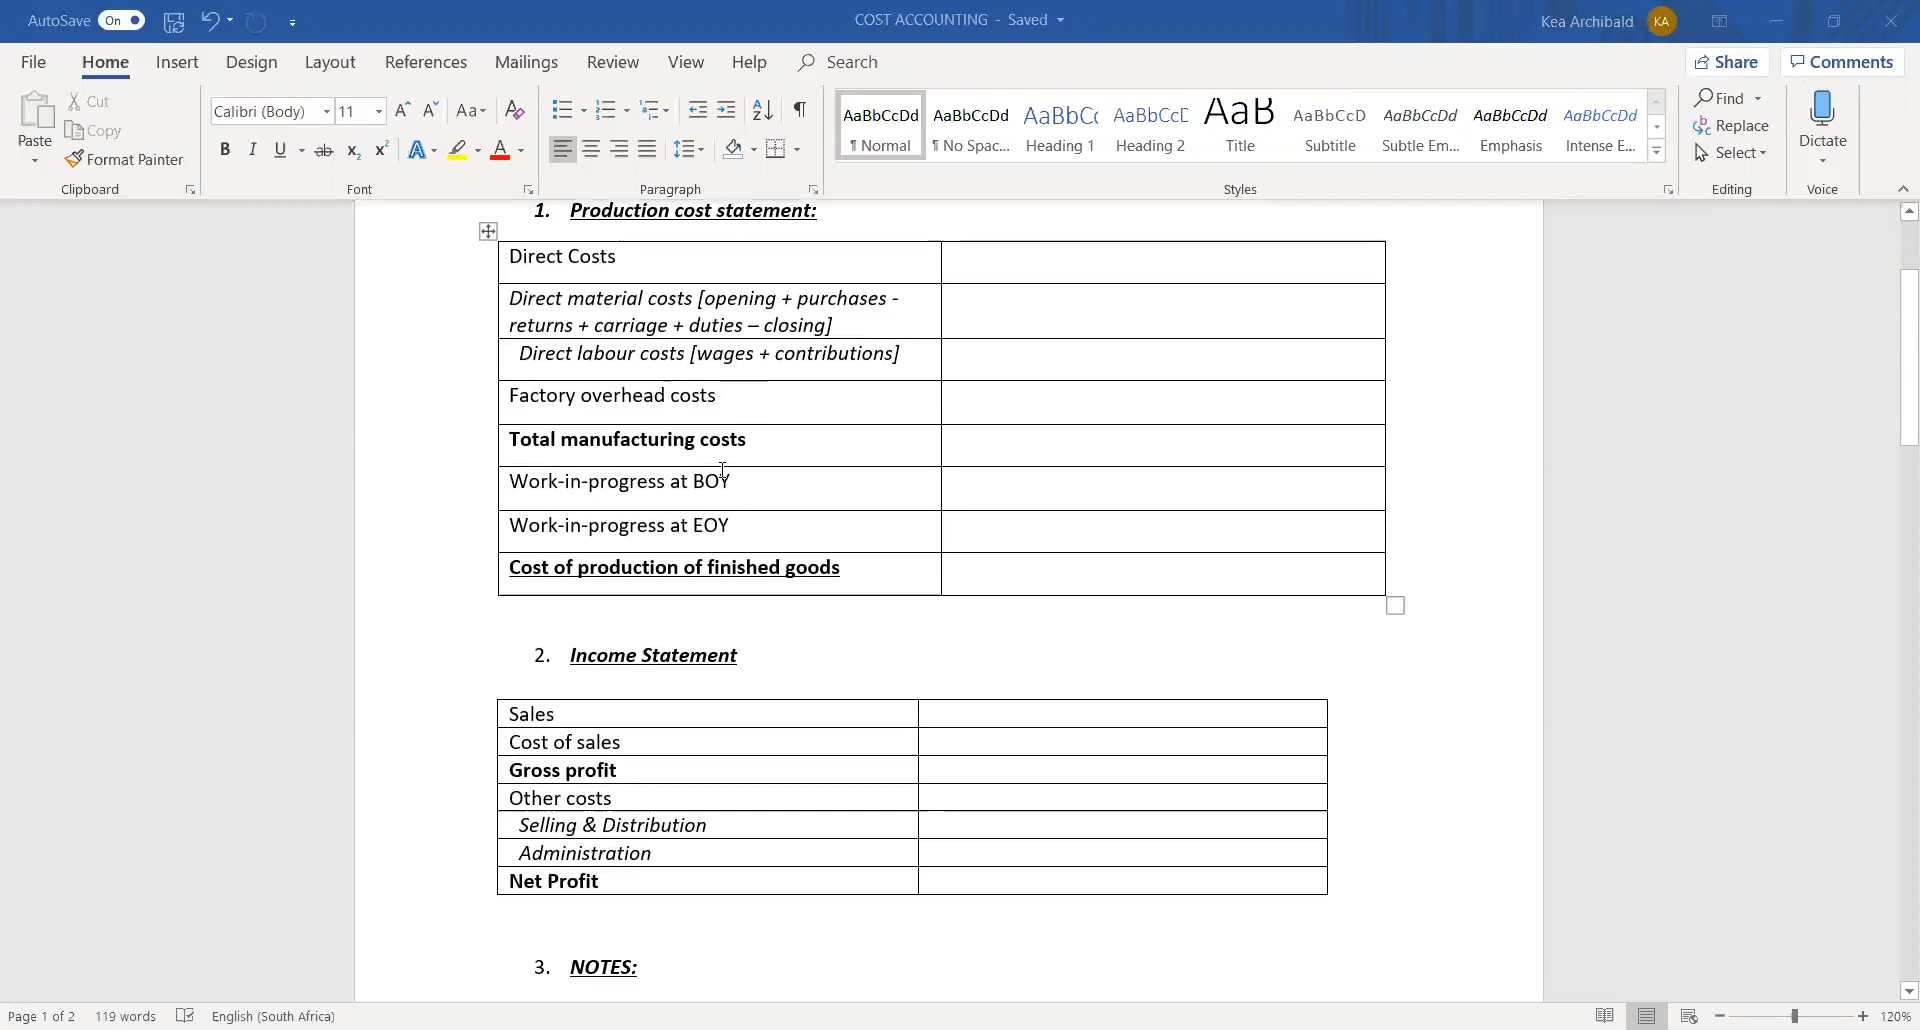 AutoSave On COST ACCOUNTING - Saved Kea Archibald KA
File Home Insert Design Layout References Mailings Review View Help Search Share Comments
Paste
Cut
Copy
Format Painter
Clipboard
Calibri (Body) 11 Aa
B I U ab x₂ x² A A
Font
Paragraph
AaBbCcDd AaBbCcDd AaBbCc AaBbCcC AaB AaBbCcD AaBbCcDd AaBbCcDd AaBbCcDd
¶ Normal ¶ No Spac... Heading 1 Heading 2 Title Subtitle Subtle Em... Emphasis Intense E...
Styles
Find
Replace
Select
Editing
Dictate
Voice
1. Production cost statement:
Direct Costs
Direct material costs [opening + purchases -
returns + carriage + duties – closing]
Direct labour costs [wages + contributions]
Factory overhead costs
Total manufacturing costs
Work-in-progress at BOY
Work-in-progress at EOY
Cost of production of finished goods
2. Income Statement
Sales
Cost of sales
Gross profit
Other costs
Selling & Distribution
Administration
Net Profit
3. NOTES:
Page 1 of 2 119 words English (South Africa) 120%